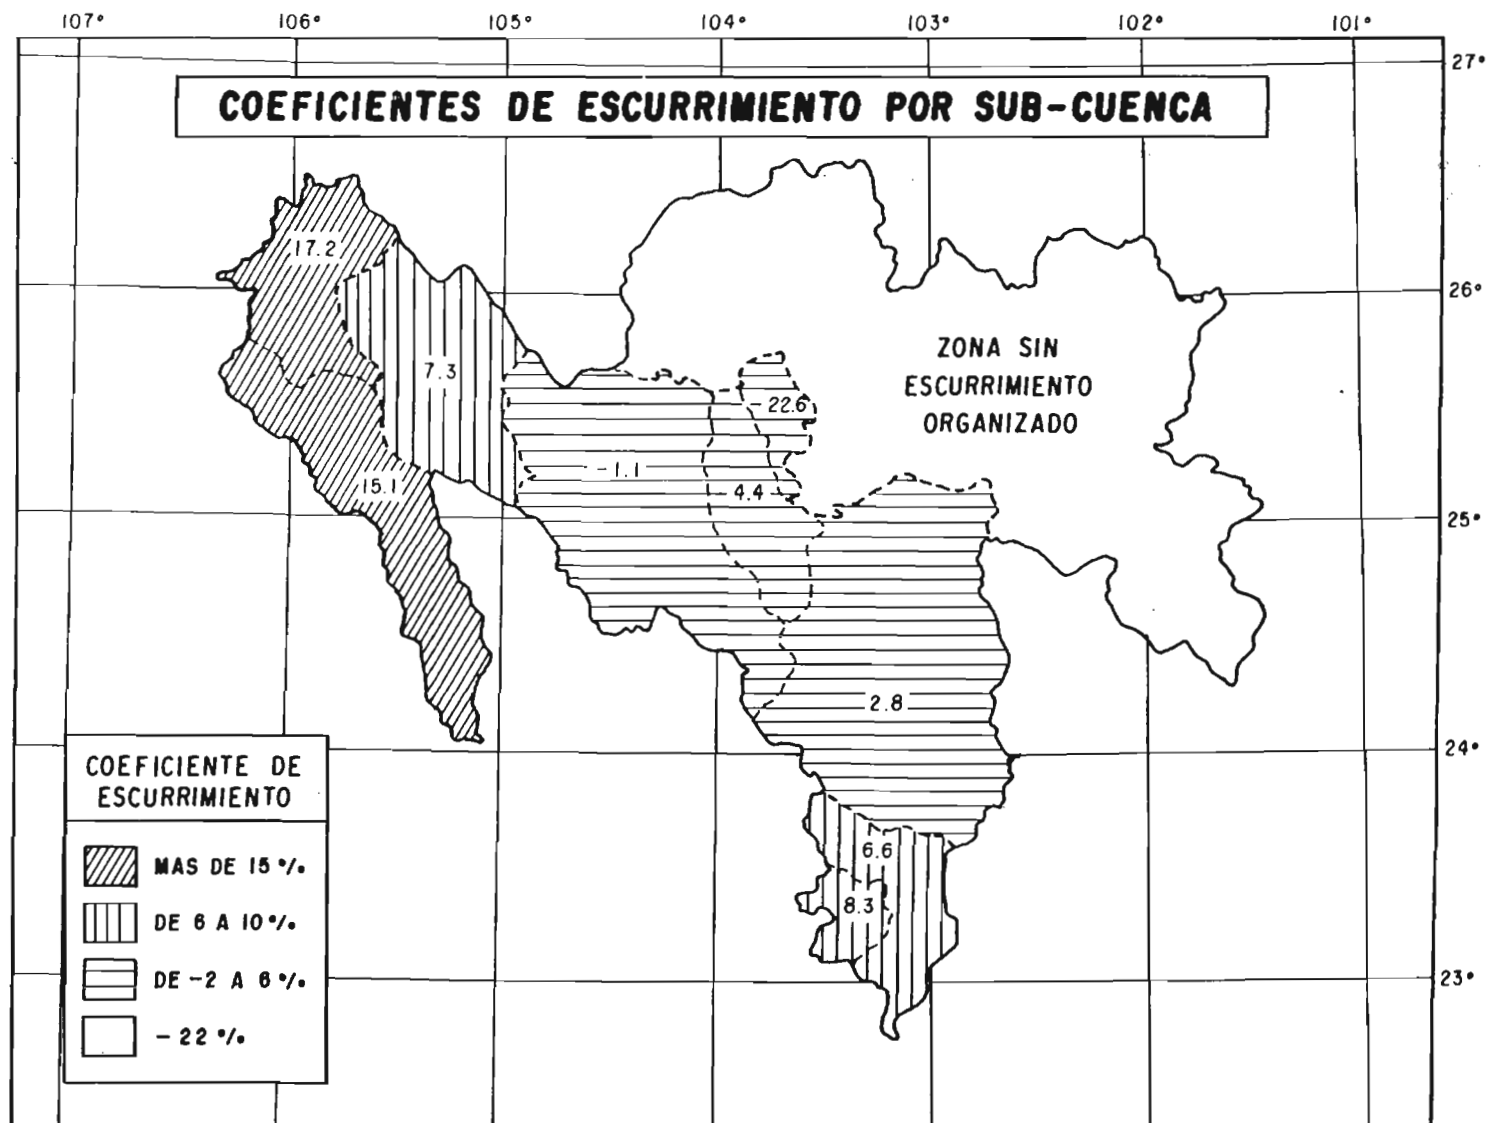 107° 106° 105° 104° 103° 102° 101°
27°
COEFICIENTES DE ESCURRIMIENTO POR SUB-CUENCA
17.2
26°
ZONA SIN
ESCURRIMIENTO
ORGANIZADO
7.3
-22.6
-1.1
15.1
4.4
25°
2.8
24°
COEFICIENTE DE
ESCURRIMIENTO
6.6
MAS DE 15 %
8.3
DE 6 A 10 %
DE -2 A 6 %
23°
- 22 %